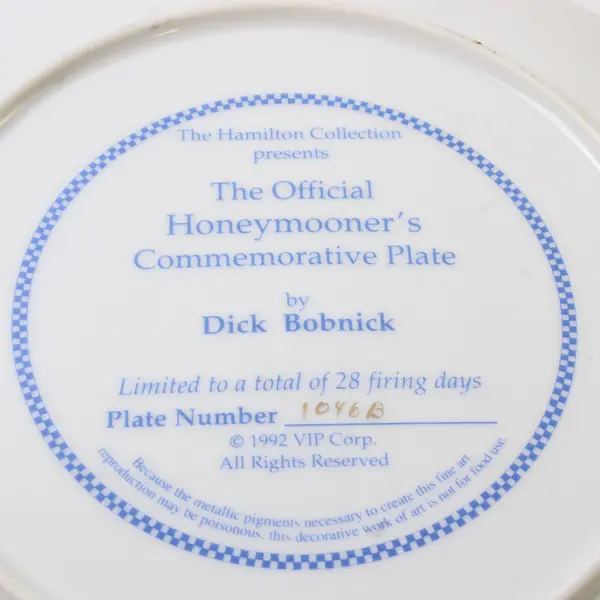 The Hamilton Collection
presents
The Official
Honeymooner's
Commemorative Plate
by
Dick Bobnick
Limited to a total of 28 firing days
Plate Number 1046B
© 1992 VIP Corp.
All Rights Reserved
Because the metallic pigments necessary to create this fine art
reproduction may be poisonous, this decorative work of art is not for food use.